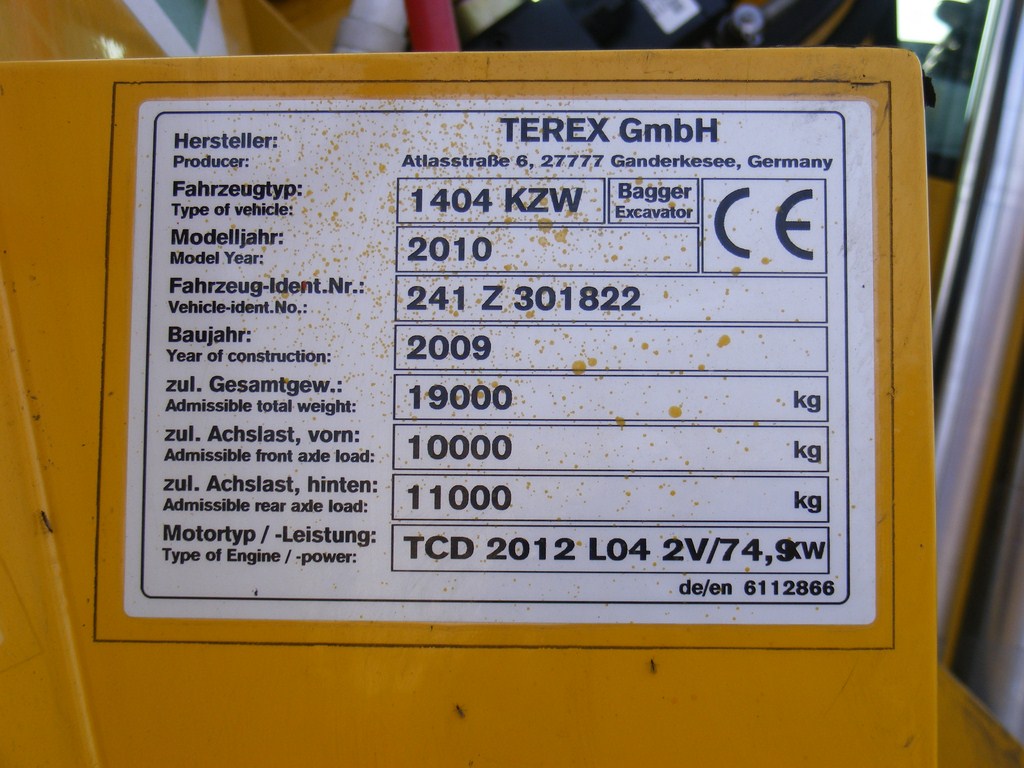 Hersteller: TEREX GmbH
Producer: Atlasstraße 6, 27777 Ganderkesee, Germany
Fahrzeugtyp: 1404 KZW Bagger
Type of vehicle: Excavator
CE
Modelljahr: 2010
Model Year:
Fahrzeug-Ident.Nr.: 241 Z 301822
Vehicle-ident.No.:
Baujahr: 2009
Year of construction:
zul. Gesamtgew.: 19000 kg
Admissible total weight:
zul. Achslast, vorn: 10000 kg
Admissible front axle load:
zul. Achslast, hinten: 11000 kg
Admissible rear axle load:
Motortyp / -Leistung: TCD 2012 L04 2V/74,9KW
Type of Engine / -power:
de/en 6112866